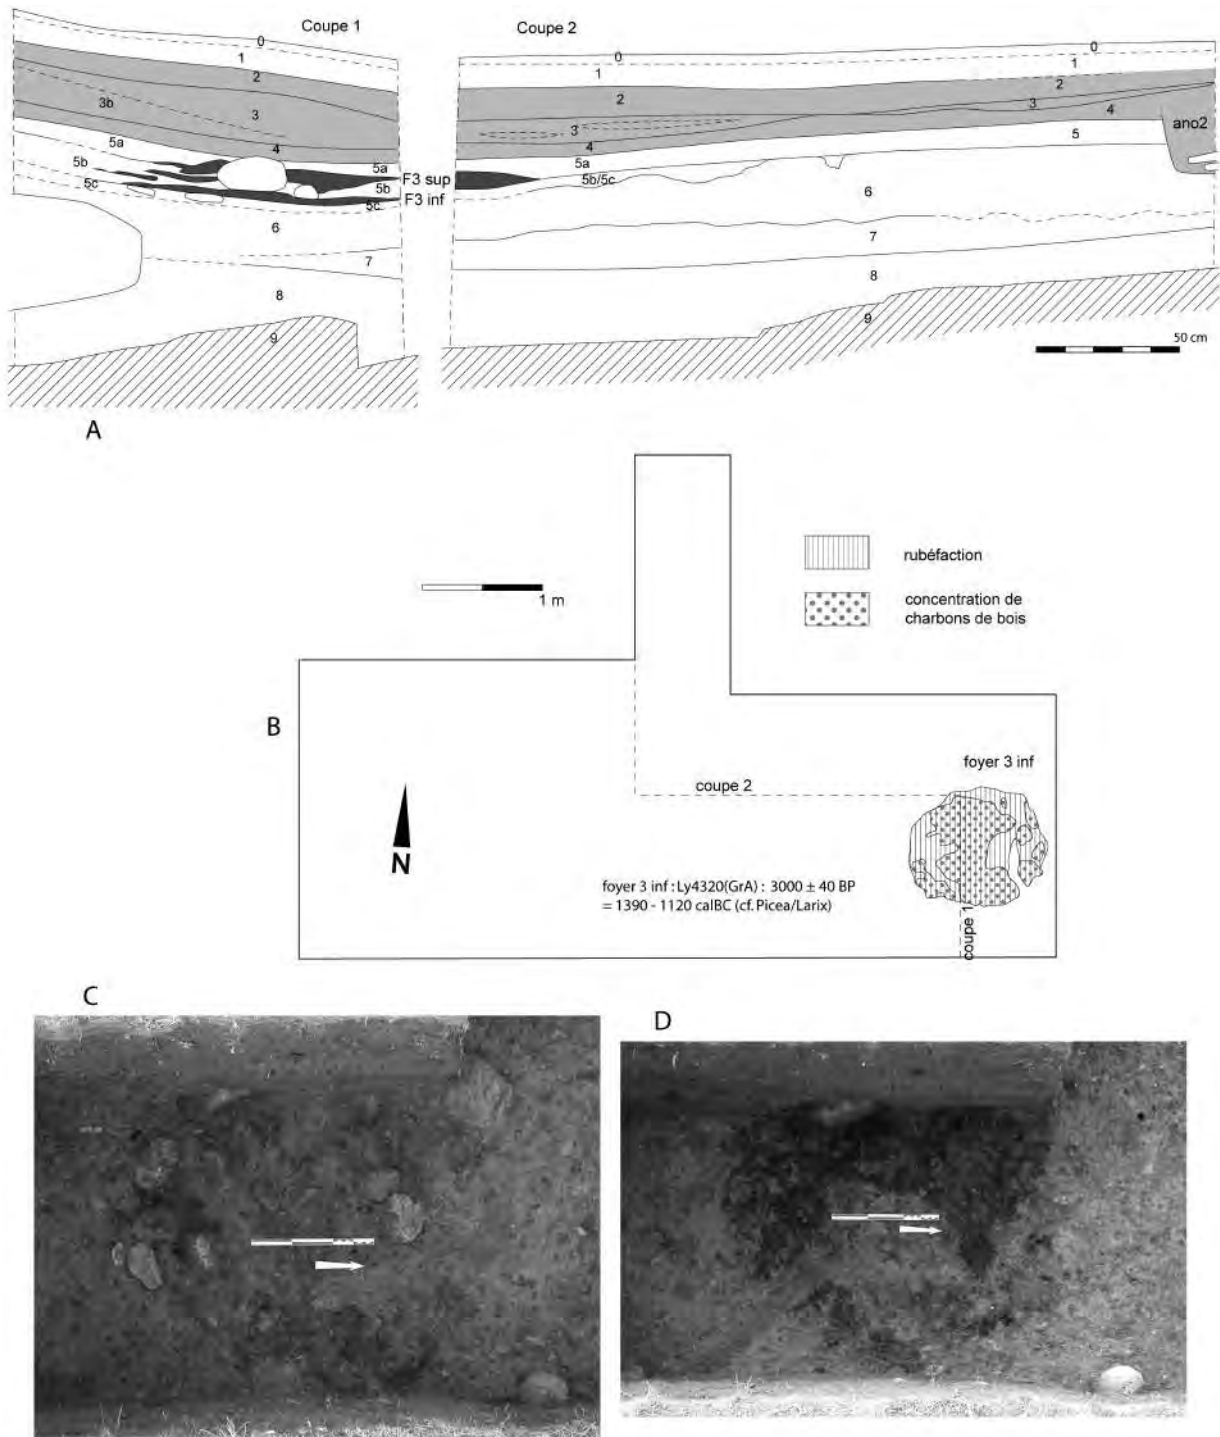 Coupe 1
Coupe 2
0
1
2
3b
3
4
5a
5a
5b
5b
5c
5c
6
7
8
9
F3 sup
F3 inf
0
0
1
1
2
2
3
3
4
4
ano2
5
5a
5b/5c
6
7
8
9
50 cm
A
rubéfaction
1 m
concentration de
charbons de bois
B
foyer 3 inf
coupe 2
N
foyer 3 inf : Ly4320(GrA) : 3000 ± 40 BP
= 1390 - 1120 calBC (cf. Picea/Larix)
coupe 1
C
D